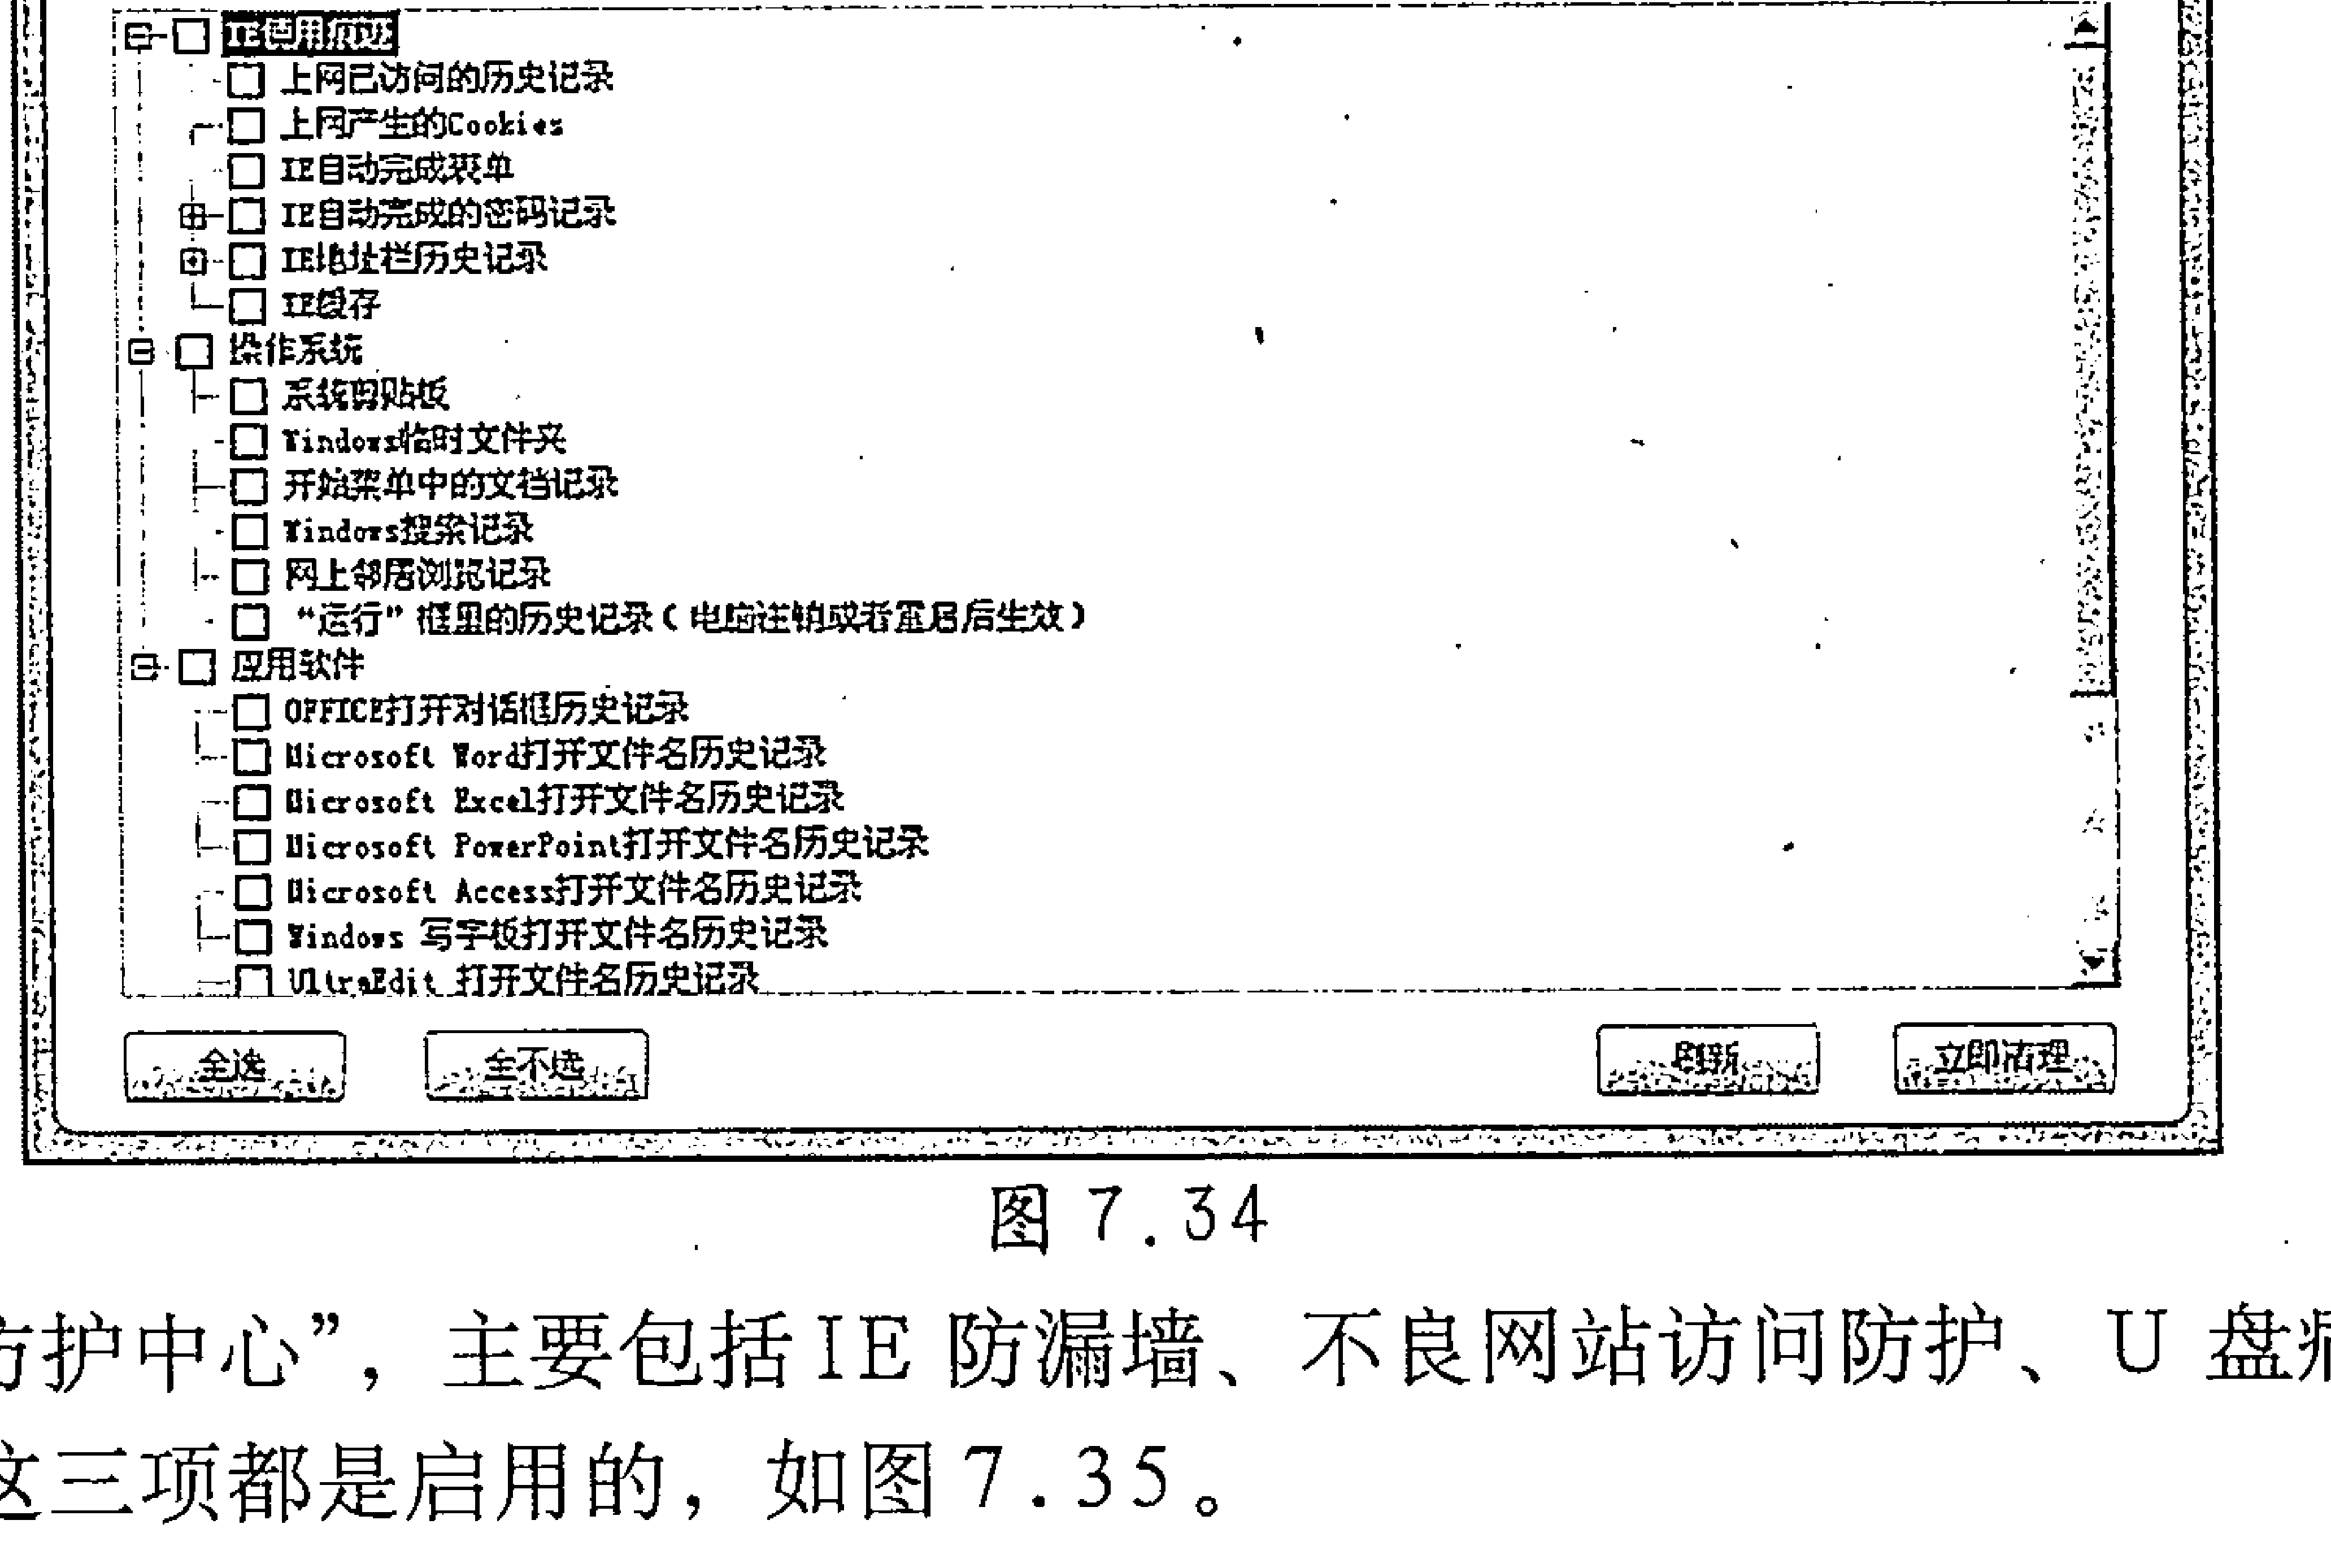 IE使用痕迹
上网已访问的历史记录
上网产生的Cookies
IE自动完成表单
IE自动完成的密码记录
IE地址栏历史记录
IE缓存
操作系统
系统剪贴板
Windows临时文件夹
开始菜单中的文档记录
Windows搜索记录
网上邻居浏览记录
“运行”框里的历史记录(电脑注销或者重启后生效)
应用软件
OFFICE打开对话框历史记录
Microsoft Word打开文件名历史记录
Microsoft Excel打开文件名历史记录
Microsoft PowerPoint打开文件名历史记录
Microsoft Access打开文件名历史记录
Windows 写字板打开文件名历史记录
UltraEdit 打开文件名历史记录
全选 全不选 刷新 立即清理
图 7.34
防护中心”，主要包括IE 防漏墙、不良网站访问防护、U 盘病
这三项都是启用的，如图7.35。